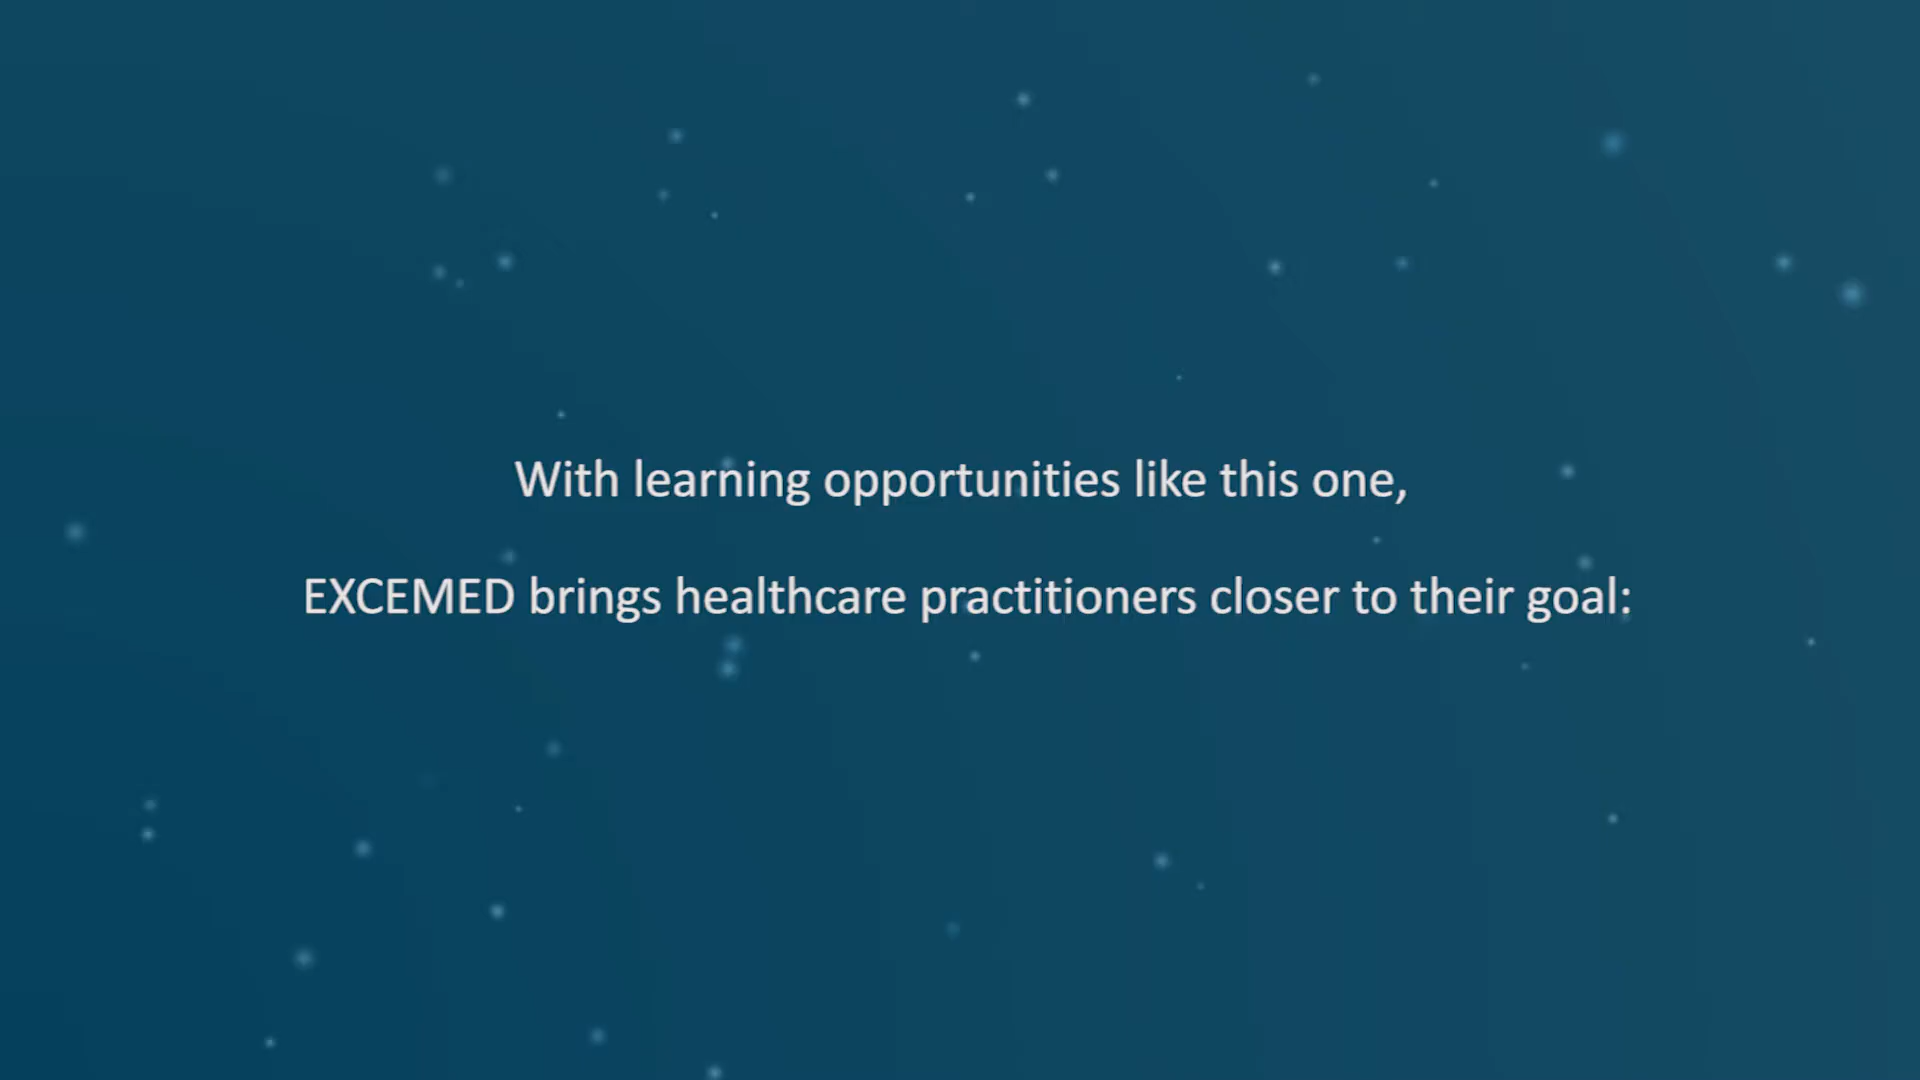 With learning opportunities like this one,
EXCEMED brings healthcare practitioners closer to their goal: